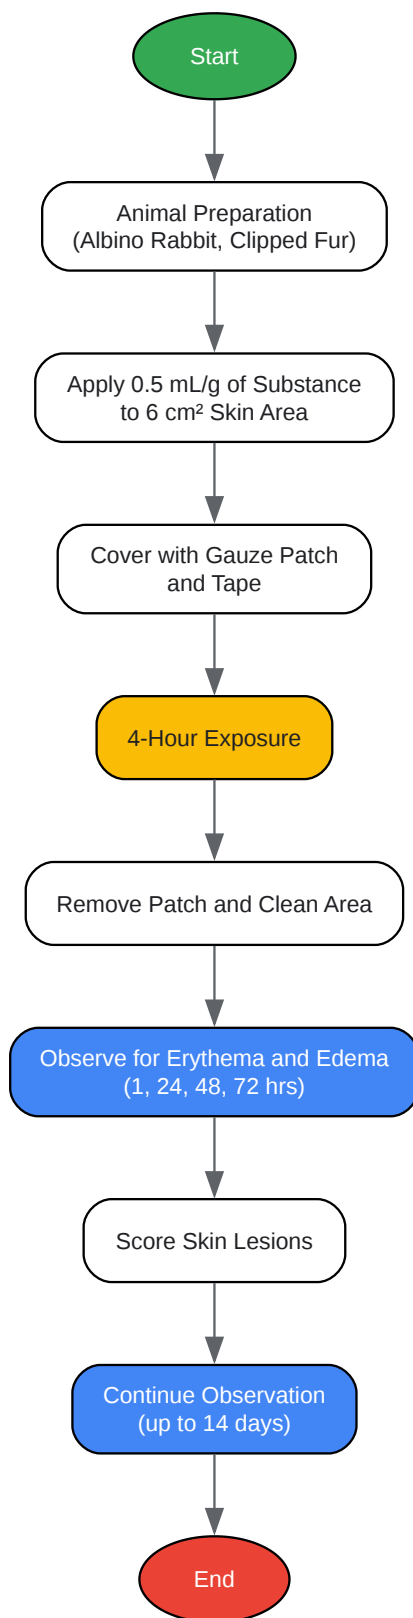 Start
Animal Preparation
(Albino Rabbit, Clipped Fur)
Apply 0.5 mL/g of Substance
to 6 cm² Skin Area
Cover with Gauze Patch
and Tape
4-Hour Exposure
Remove Patch and Clean Area
Observe for Erythema and Edema
(1, 24, 48, 72 hrs)
Score Skin Lesions
Continue Observation
(up to 14 days)
End